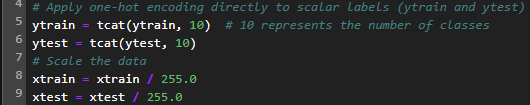 4 # Apply one-hot encoding directly to scalar labels (ytrain and ytest)
5 ytrain = tcat(ytrain, 10)  # 10 represents the number of classes
6 ytest = tcat(ytest, 10)
7 # Scale the data
8 xtrain = xtrain / 255.0
9 xtest = xtest / 255.0